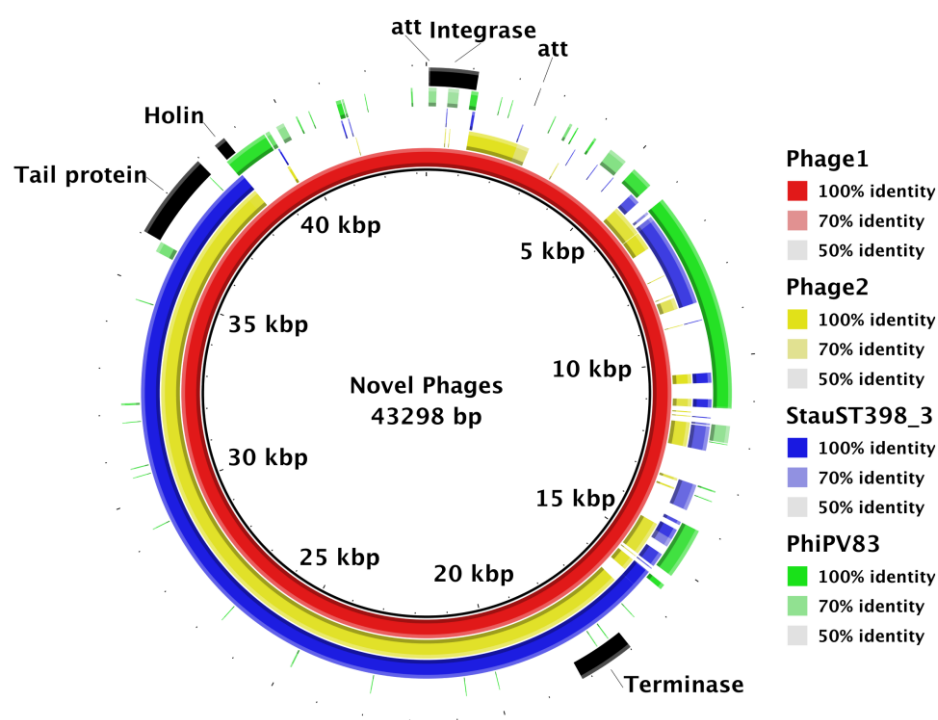 att Integrase
att
Holin
Tail protein
40 kbp
5 kbp
35 kbp
10 kbp
Novel Phages
43298 bp
30 kbp
15 kbp
25 kbp
20 kbp
Terminase
Phage1
100% identity
70% identity
50% identity
Phage2
100% identity
70% identity
50% identity
StauST398_3
100% identity
70% identity
50% identity
PhiPV83
100% identity
70% identity
50% identity